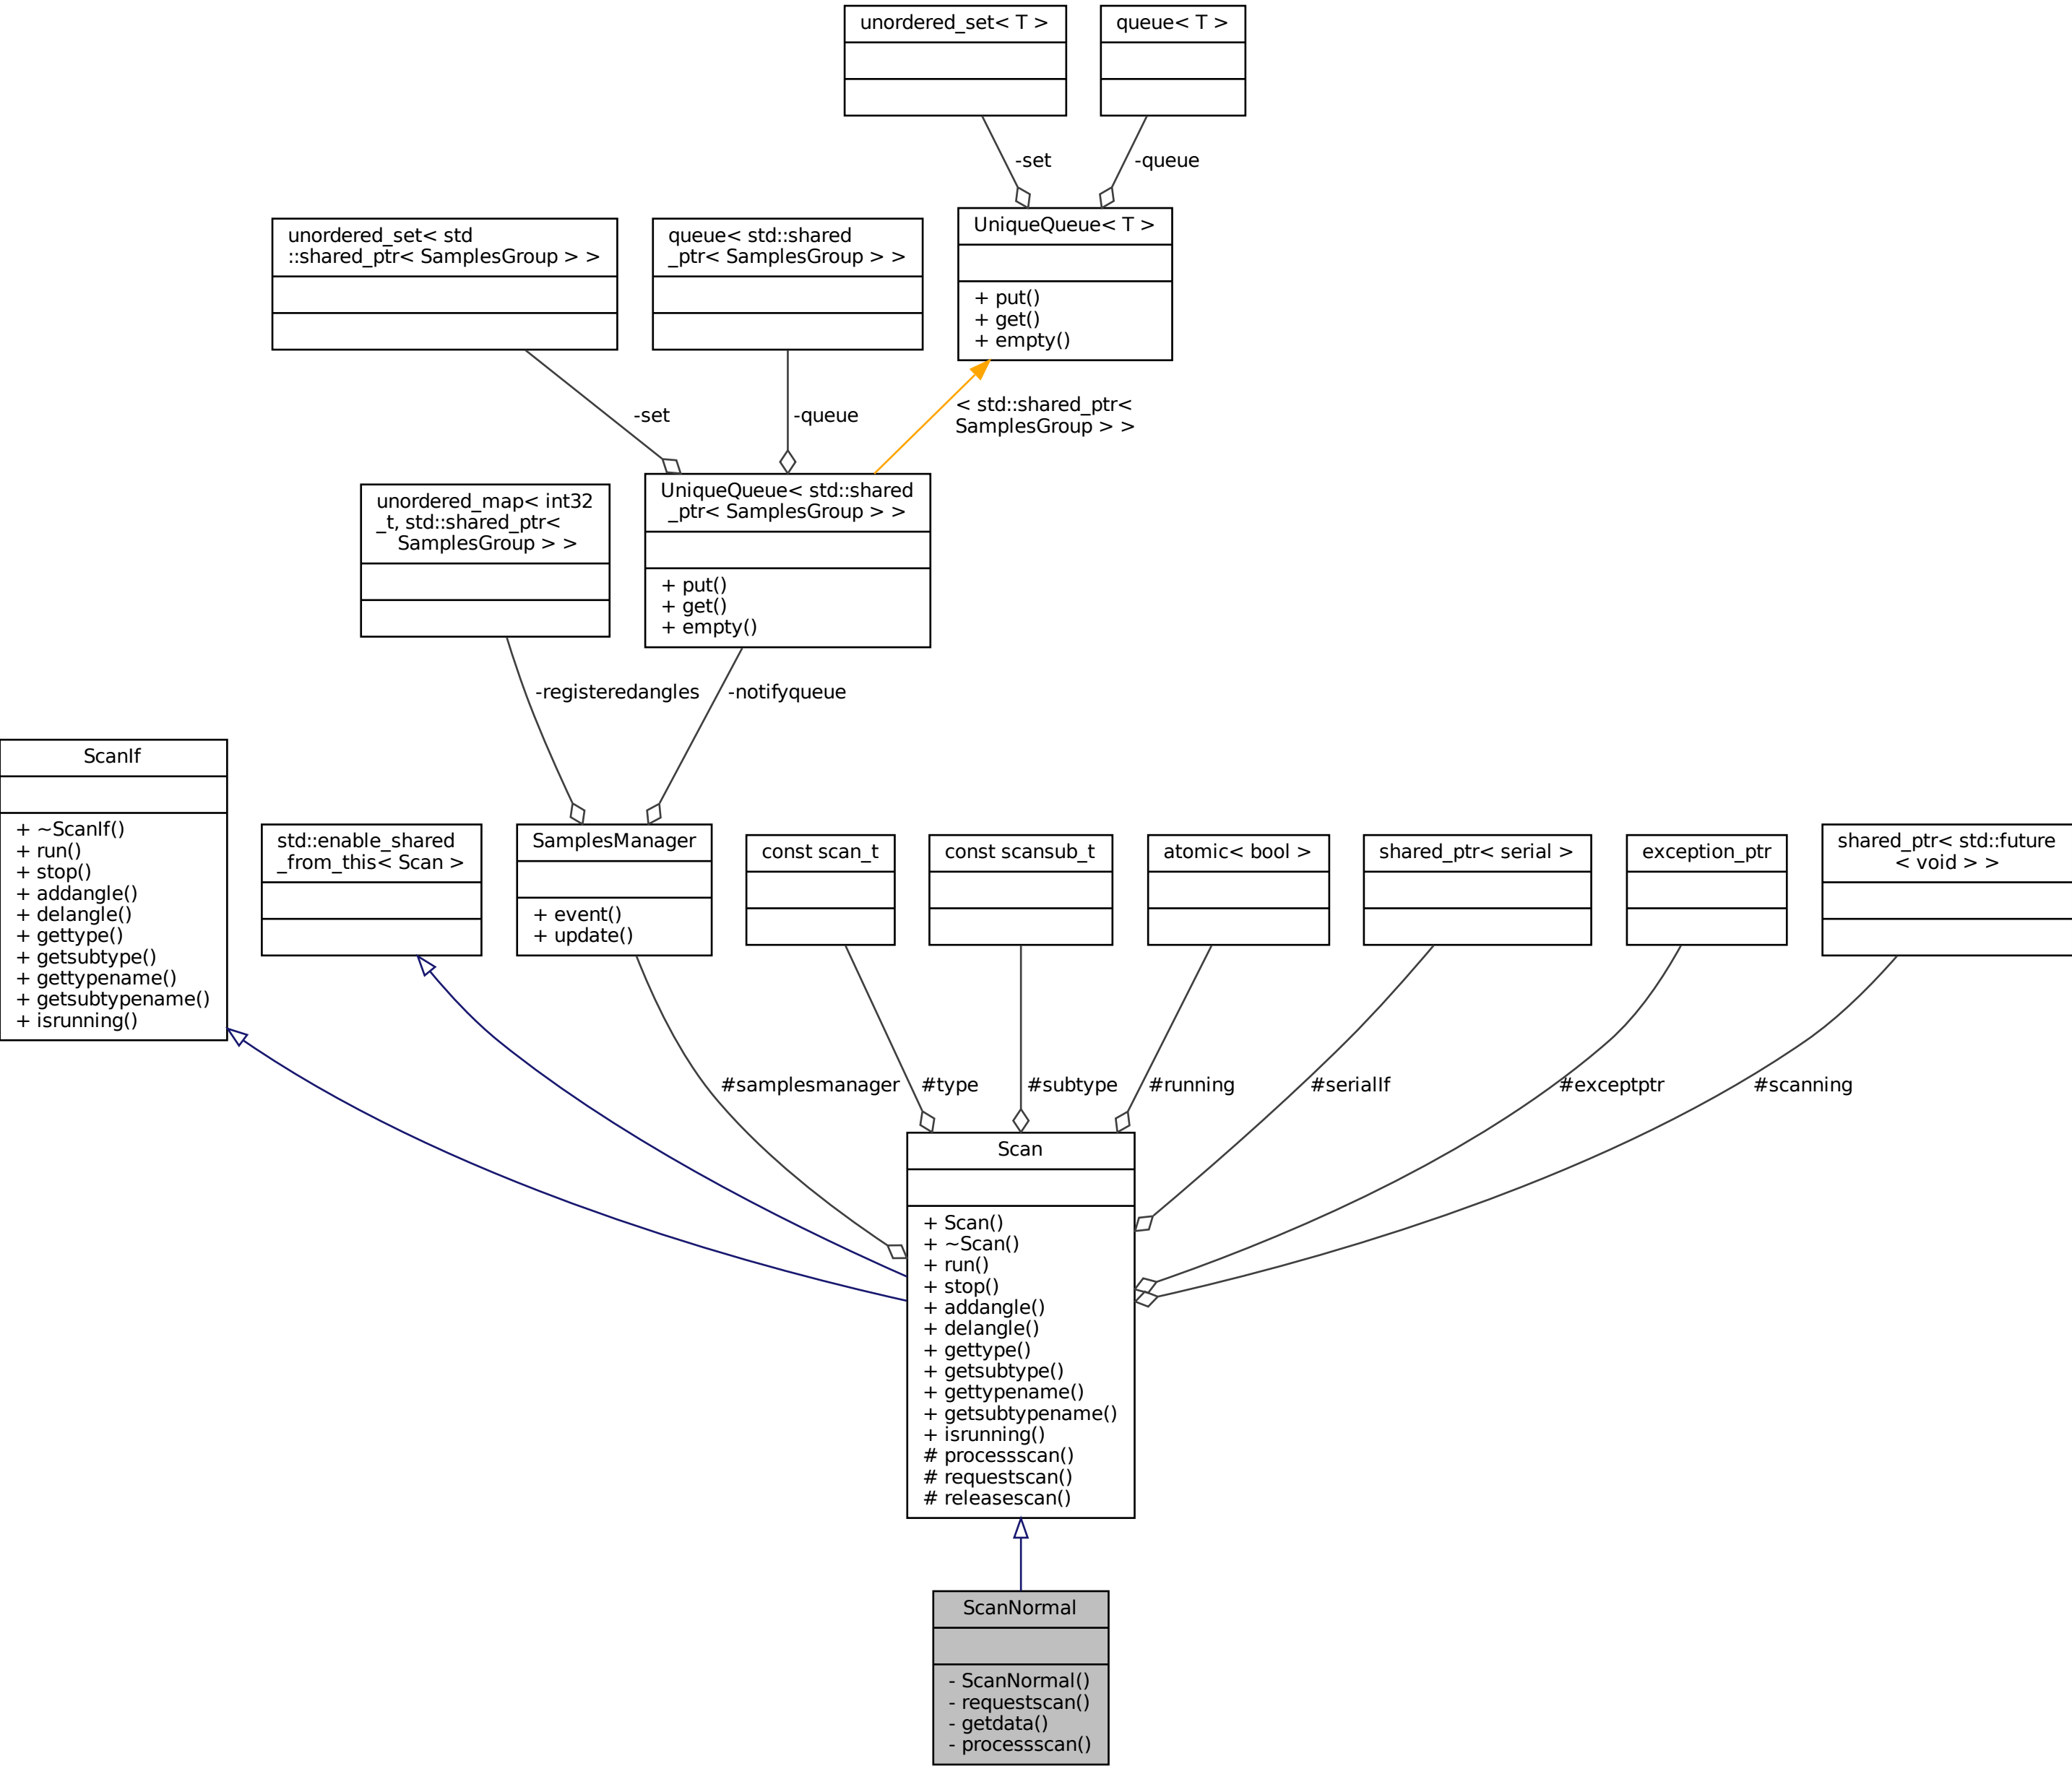 unordered_set< T >
queue< T >
-set
-queue
UniqueQueue< T >
+ put()
+ get()
+ empty()
unordered_set< std
::shared_ptr< SamplesGroup > >
queue< std::shared
_ptr< SamplesGroup > >
-set
-queue
< std::shared_ptr<
SamplesGroup > >
unordered_map< int32
_t, std::shared_ptr<
SamplesGroup > >
UniqueQueue< std::shared
_ptr< SamplesGroup > >
+ put()
+ get()
+ empty()
-registeredangles
-notifyqueue
ScanIf
+ ~ScanIf()
+ run()
+ stop()
+ addangle()
+ delangle()
+ gettype()
+ getsubtype()
+ gettypename()
+ getsubtypename()
+ isrunning()
std::enable_shared
_from_this< Scan >
SamplesManager
+ event()
+ update()
const scan_t
const scansub_t
atomic< bool >
shared_ptr< serial >
exception_ptr
shared_ptr< std::future
< void > >
#samplesmanager
#type
#subtype
#running
#serialIf
#exceptptr
#scanning
Scan
+ Scan()
+ ~Scan()
+ run()
+ stop()
+ addangle()
+ delangle()
+ gettype()
+ getsubtype()
+ gettypename()
+ getsubtypename()
+ isrunning()
# processscan()
# requestscan()
# releasescan()
ScanNormal
- ScanNormal()
- requestscan()
- getdata()
- processscan()